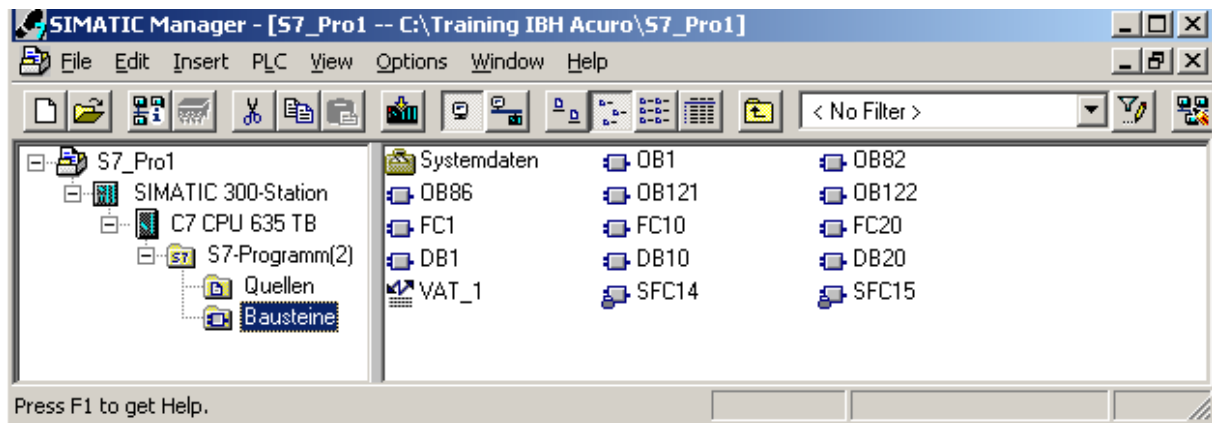 SIMATIC Manager - [S7_Pro1 -- C:\Training IBH Acuro\S7_Pro1]
File Edit Insert PLC View Options Window Help
< No Filter >
S7_Pro1
SIMATIC 300-Station
C7 CPU 635 TB
S7-Programm(2)
Quellen
Bausteine
Systemdaten OB1 OB82
OB86 OB121 OB122
FC1 FC10 FC20
DB1 DB10 DB20
VAT_1 SFC14 SFC15
Press F1 to get Help.